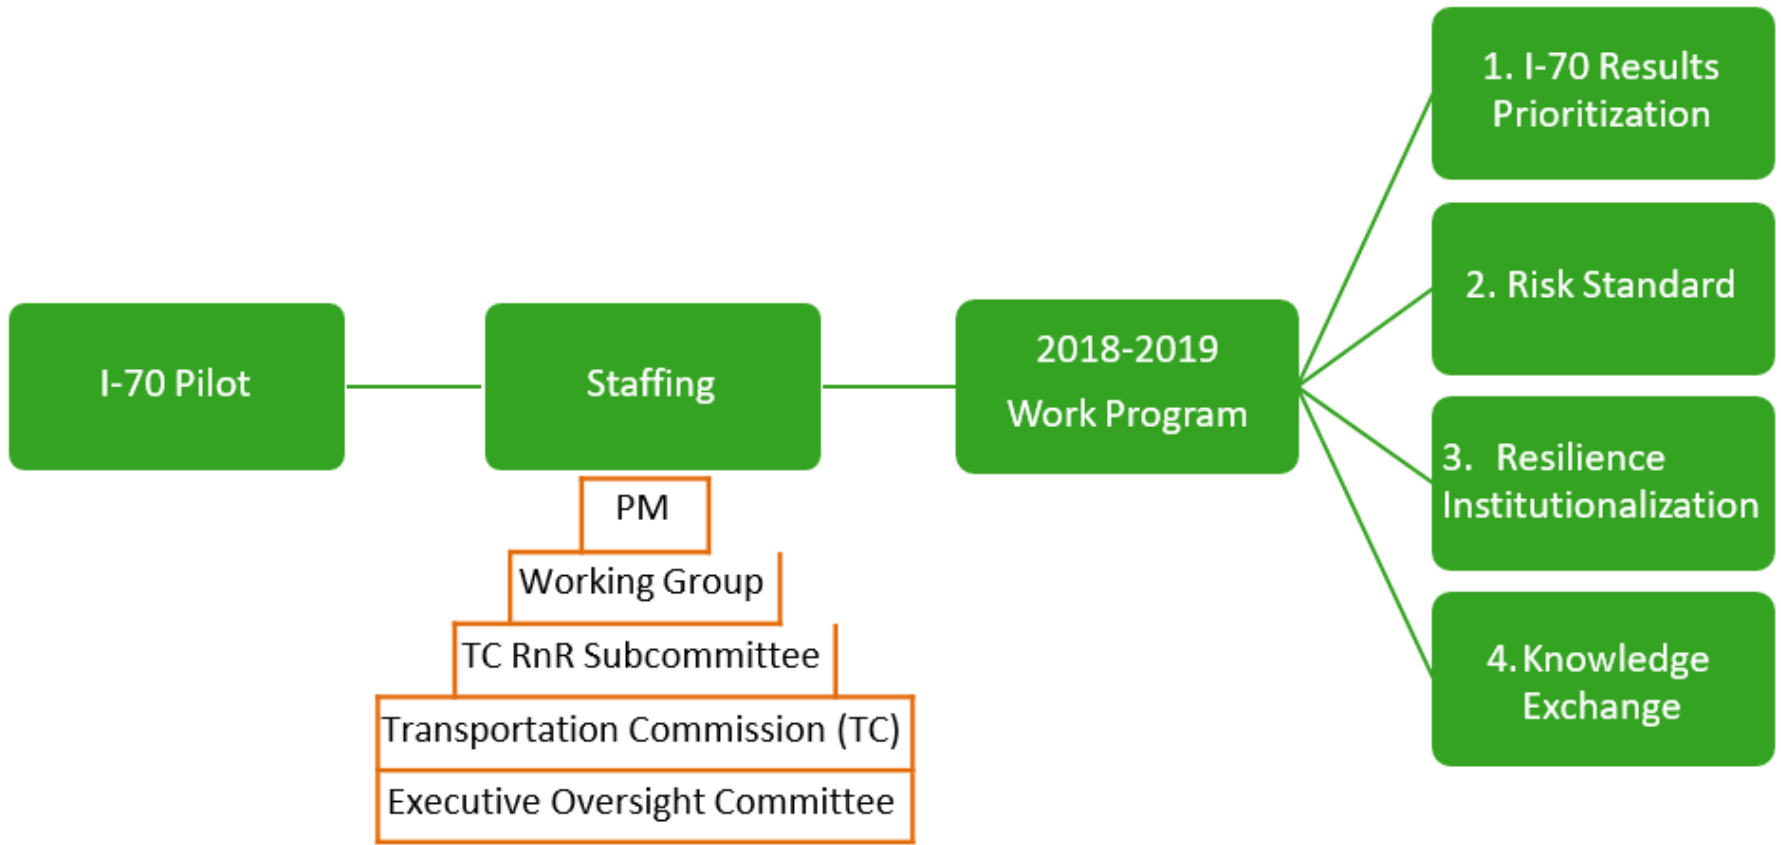 I-70 Pilot
Staffing
PM
Working Group
TC RnR Subcommittee
Transportation Commission (TC)
Executive Oversight Committee
2018-2019
Work Program
1. I-70 Results
Prioritization
2. Risk Standard
3. Resilience
Institutionalization
4. Knowledge
Exchange